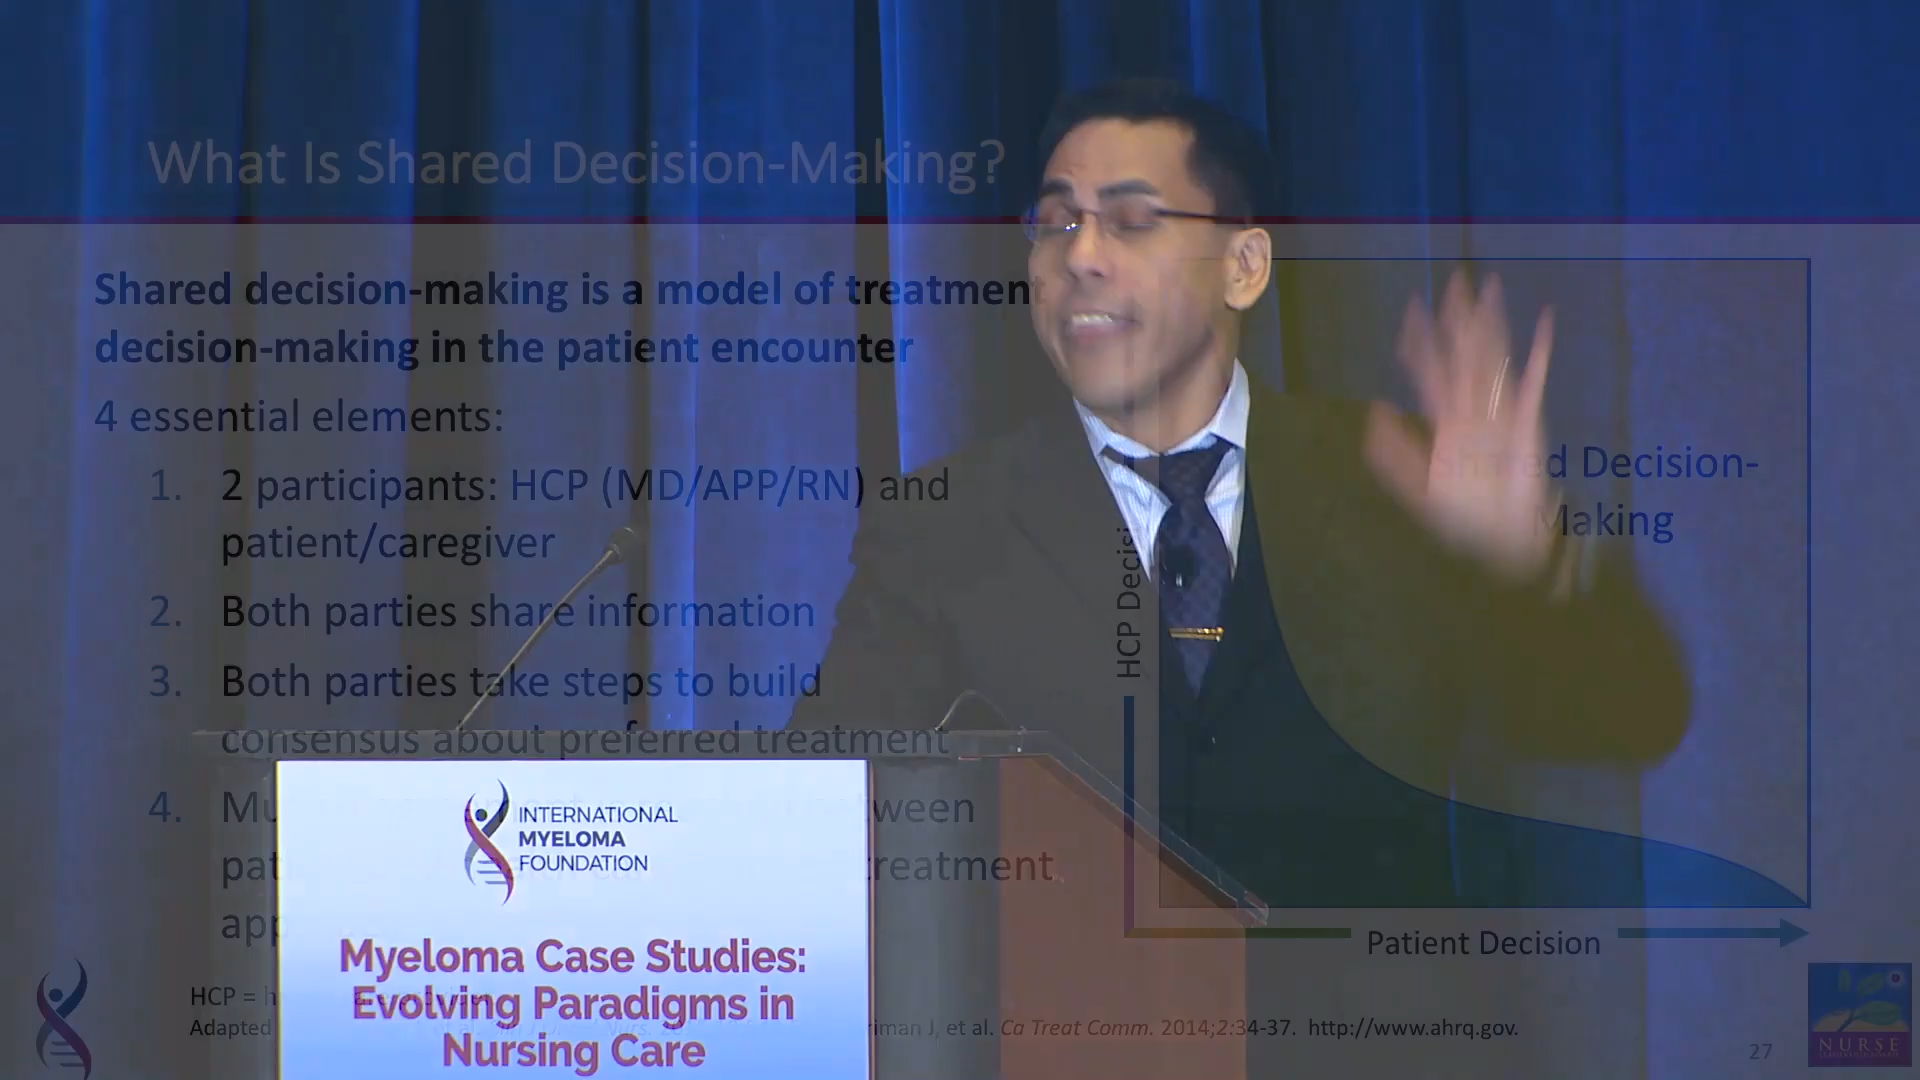 What Is Shared Decision-Making?
Shared decision-making is a model of treatment
decision-making in the patient encounter
4 essential elements:
1. 2 participants: HCP (MD/APP/RN) and
patient/caregiver
2. Both parties share information
3. Both parties take steps to build
consensus about preferred treatment
4.
between
treatment
HCP =
Adapted
et al. Ca Treat Comm. 2014;2:34-37. http://www.ahrq.gov.
HCP
Shared Decision-
Making
Patient Decision
27
NURSE
INTERNATIONAL
MYELOMA
FOUNDATION
Myeloma Case Studies:
Evolving Paradigms in
Nursing Care